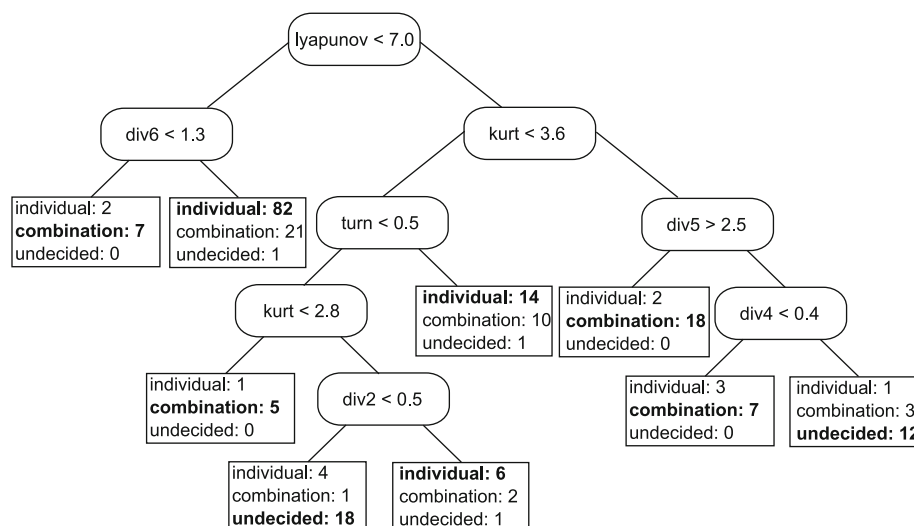 lyapunov < 7.0
div6 < 1.3
kurt < 3.6
individual: 2
combination: 7
undecided: 0
individual: 82
combination: 21
undecided: 1
turn < 0.5
div5 > 2.5
kurt < 2.8
individual: 14
combination: 10
undecided: 1
individual: 2
combination: 18
undecided: 0
div4 < 0.4
individual: 1
combination: 5
undecided: 0
div2 < 0.5
individual: 3
combination: 7
undecided: 0
individual: 1
combination: 3
undecided: 12
individual: 4
combination: 1
undecided: 18
individual: 6
combination: 2
undecided: 1